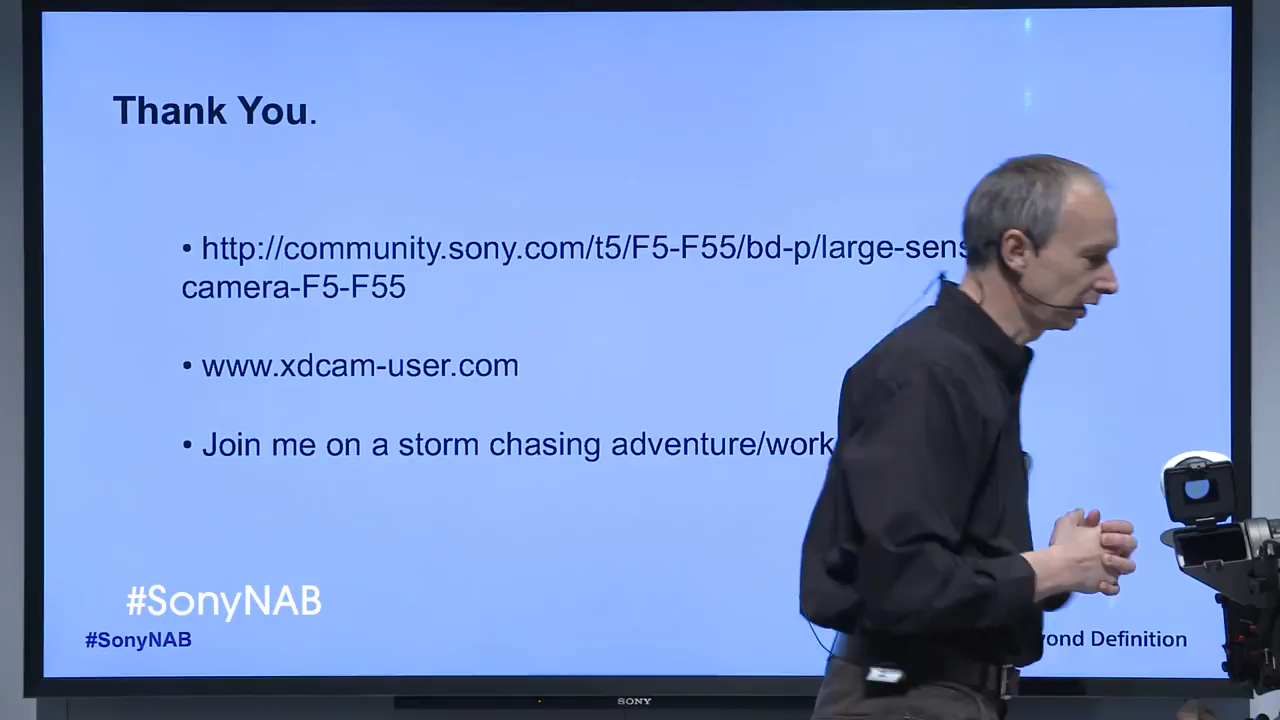 Thank You.
• http://community.sony.com/t5/F5-F55/bd-p/large-sens
camera-F5-F55
• www.xdcam-user.com
• Join me on a storm chasing adventure/work
#SonyNAB
#SonyNAB
yond Definition
SONY